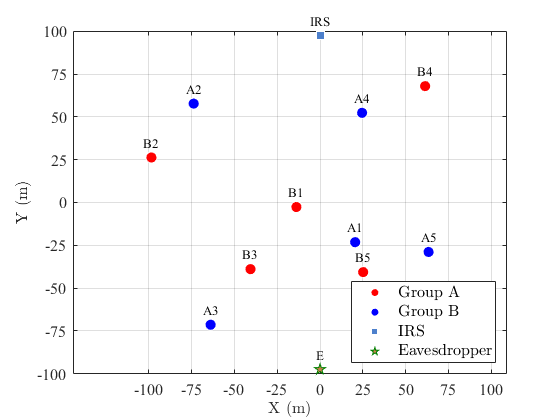 IRS
100
B4
75
A2
A4
50
B2
25
B1
0
A1
A5
-25
B3
B5
-50
A3
-75
E
-100
Y (m)
Group A
Group B
IRS
Eavesdropper
-100 -75 -50 -25 0 25 50 75 100
X (m)